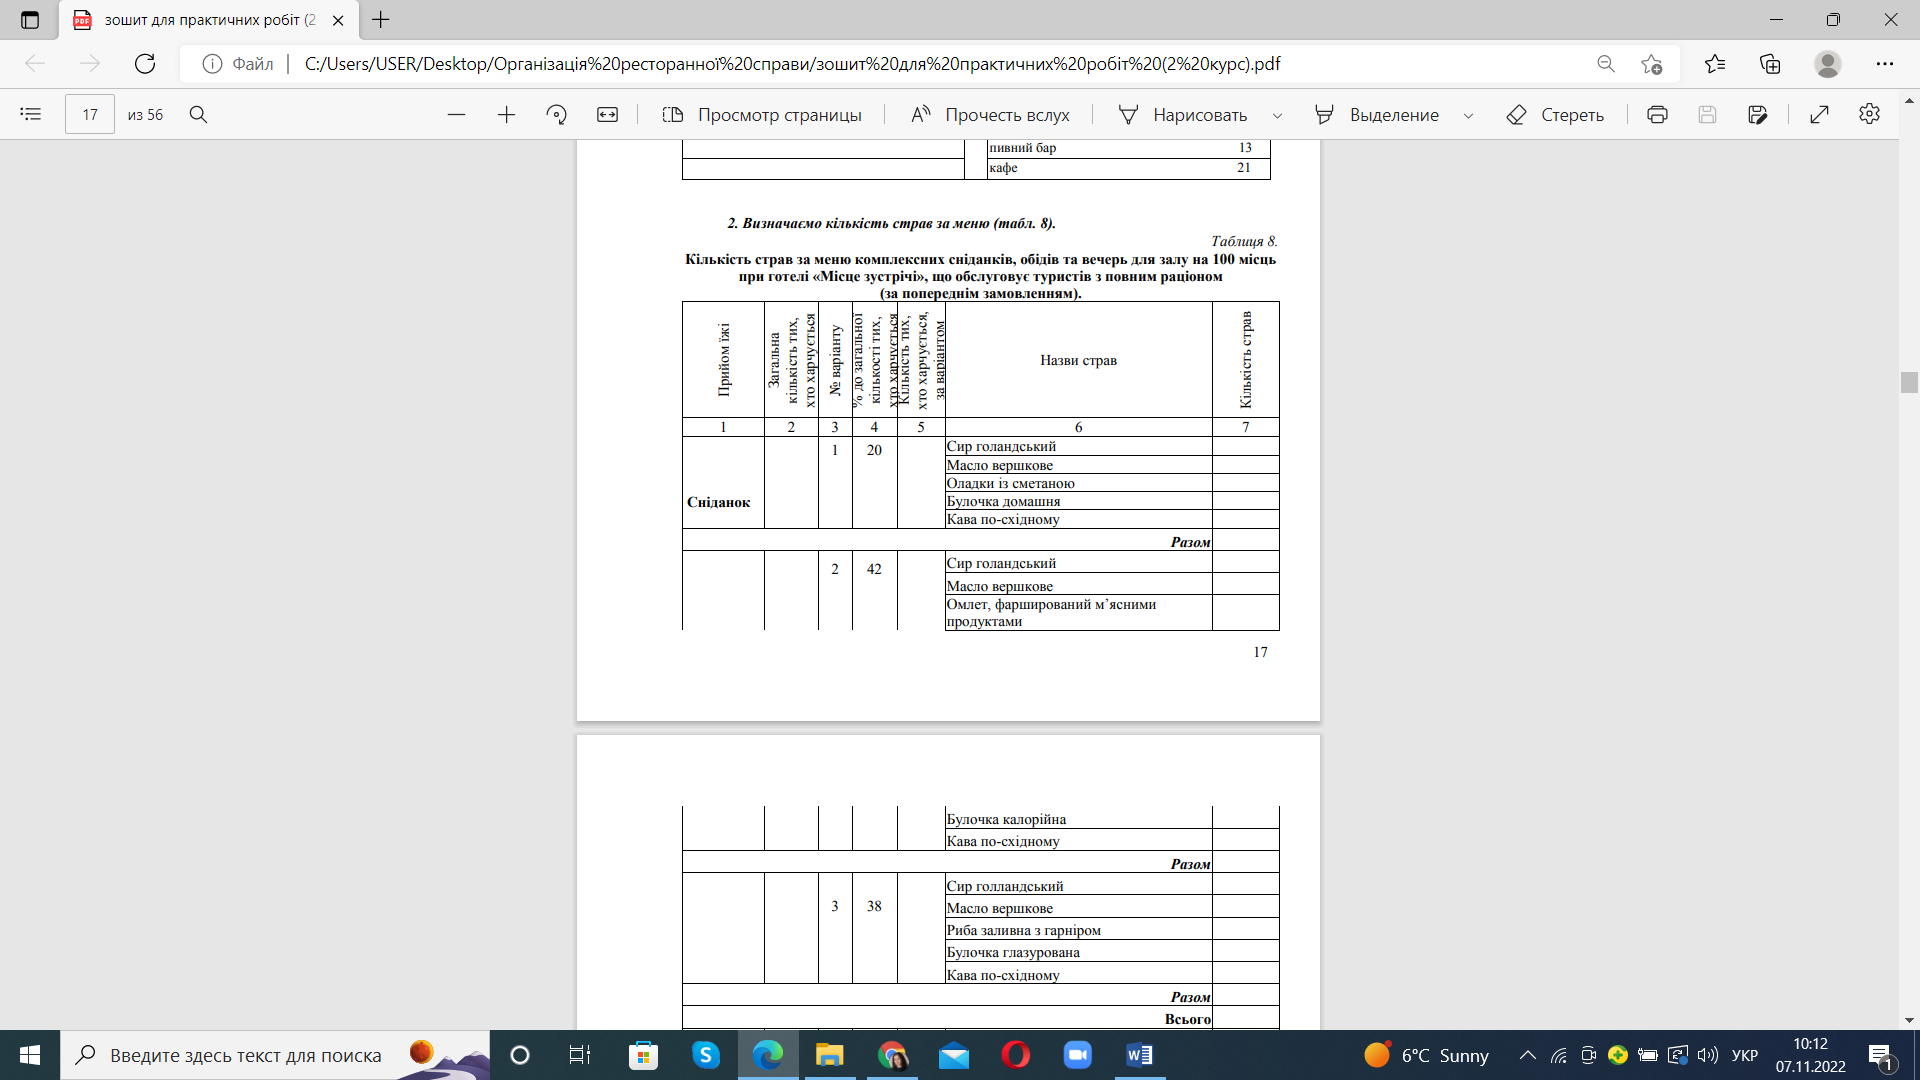 зошит для практичних робіт (2
Файл
C:/Users/USER/Desktop/Організація%20ресторанної%20справи/зошит%20для%20практичних%20робіт%20(2%20курс).pdf
17
из 56
Просмотр страницы
Прочесть вслух
Нарисовать
Выделение
Стереть
пивний бар 13
кафе 21
2. Визначаємо кількість страв за меню (табл. 8).
Таблиця 8.
Кількість страв за меню комплексних сніданків, обідів та вечерь для залу на 100 місць
при готелі «Місце зустрічі», що обслуговує туристів з повним раціоном
(за попереднім замовленням).
Прийом їжі
Загальна
кількість тих,
хто харчується
№ варіанту
% до загальної
кількості тих,
хто харчується
Кількість тих,
хто харчується,
за варіантом
Назви страв
Кількість страв
1 2 3 4 5 6 7
Сніданок
1 20
Сир голандський
Масло вершкове
Оладки із сметаною
Булочка домашня
Кава по-східному
Разом
2 42
Сир голандський
Масло вершкове
Омлет, фарширований м’ясними
продуктами
17
Булочка калорійна
Кава по-східному
Разом
3 38
Сир голландський
Масло вершкове
Риба заливна з гарніром
Булочка глазурована
Кава по-східному
Разом
Всього
Введите здесь текст для поиска
6°C Sunny
УКР
10:12
07.11.2022
1